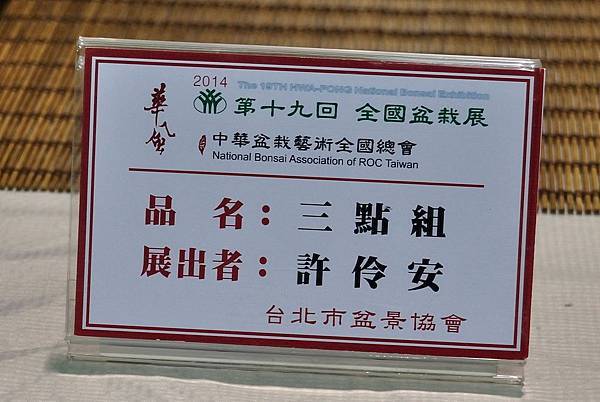 華風
2014 The 19TH HWA-FONG National Bonsai Exhibition
第十九回 全國盆栽展
中華盆栽藝術全國總會
National Bonsai Association of ROC Taiwan
品名：三點組
展出者：許伶安
台北市盆景協會